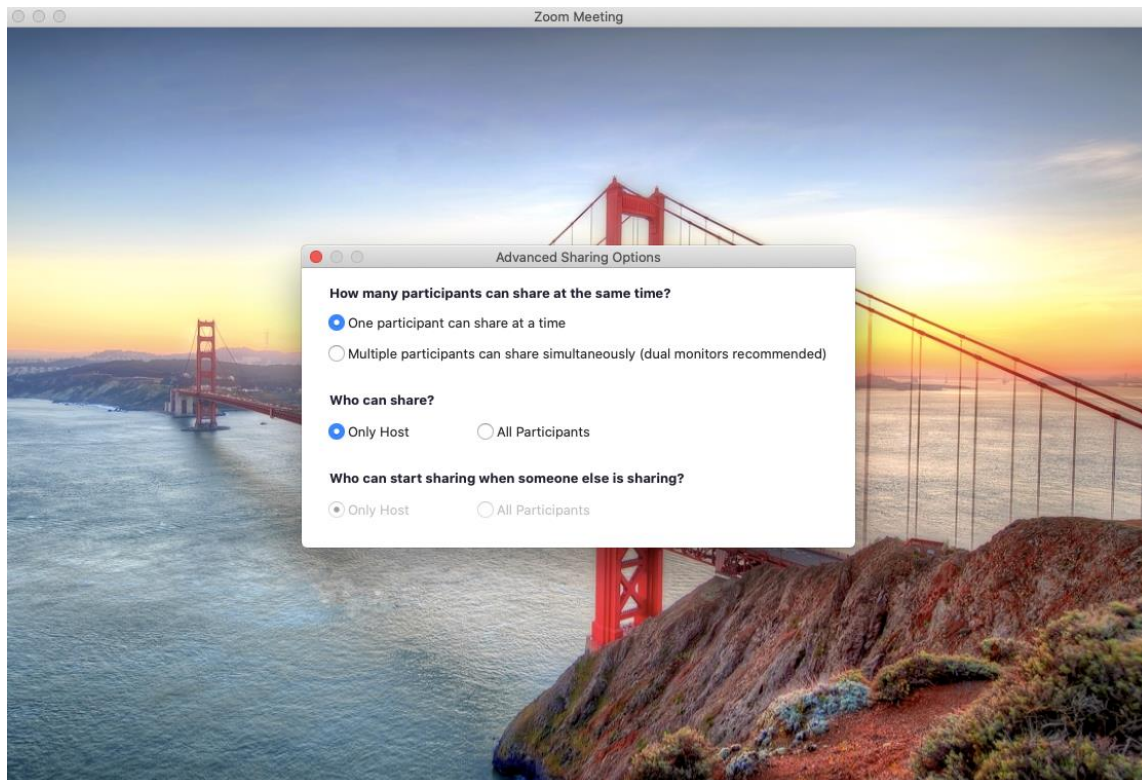 Zoom Meeting
Advanced Sharing Options
How many participants can share at the same time?
One participant can share at a time
Multiple participants can share simultaneously (dual monitors recommended)
Who can share?
Only Host All Participants
Who can start sharing when someone else is sharing?
Only Host All Participants